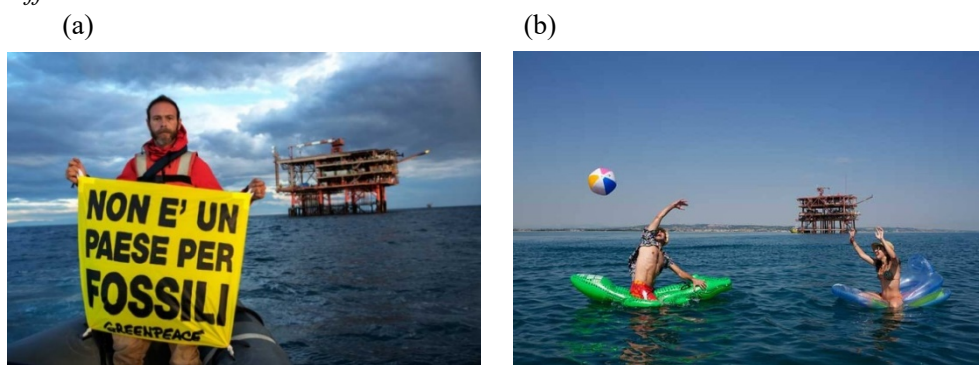 (a)
(b)
NON E' UN
PAESE PER
FOSSILI
GREENPEACE